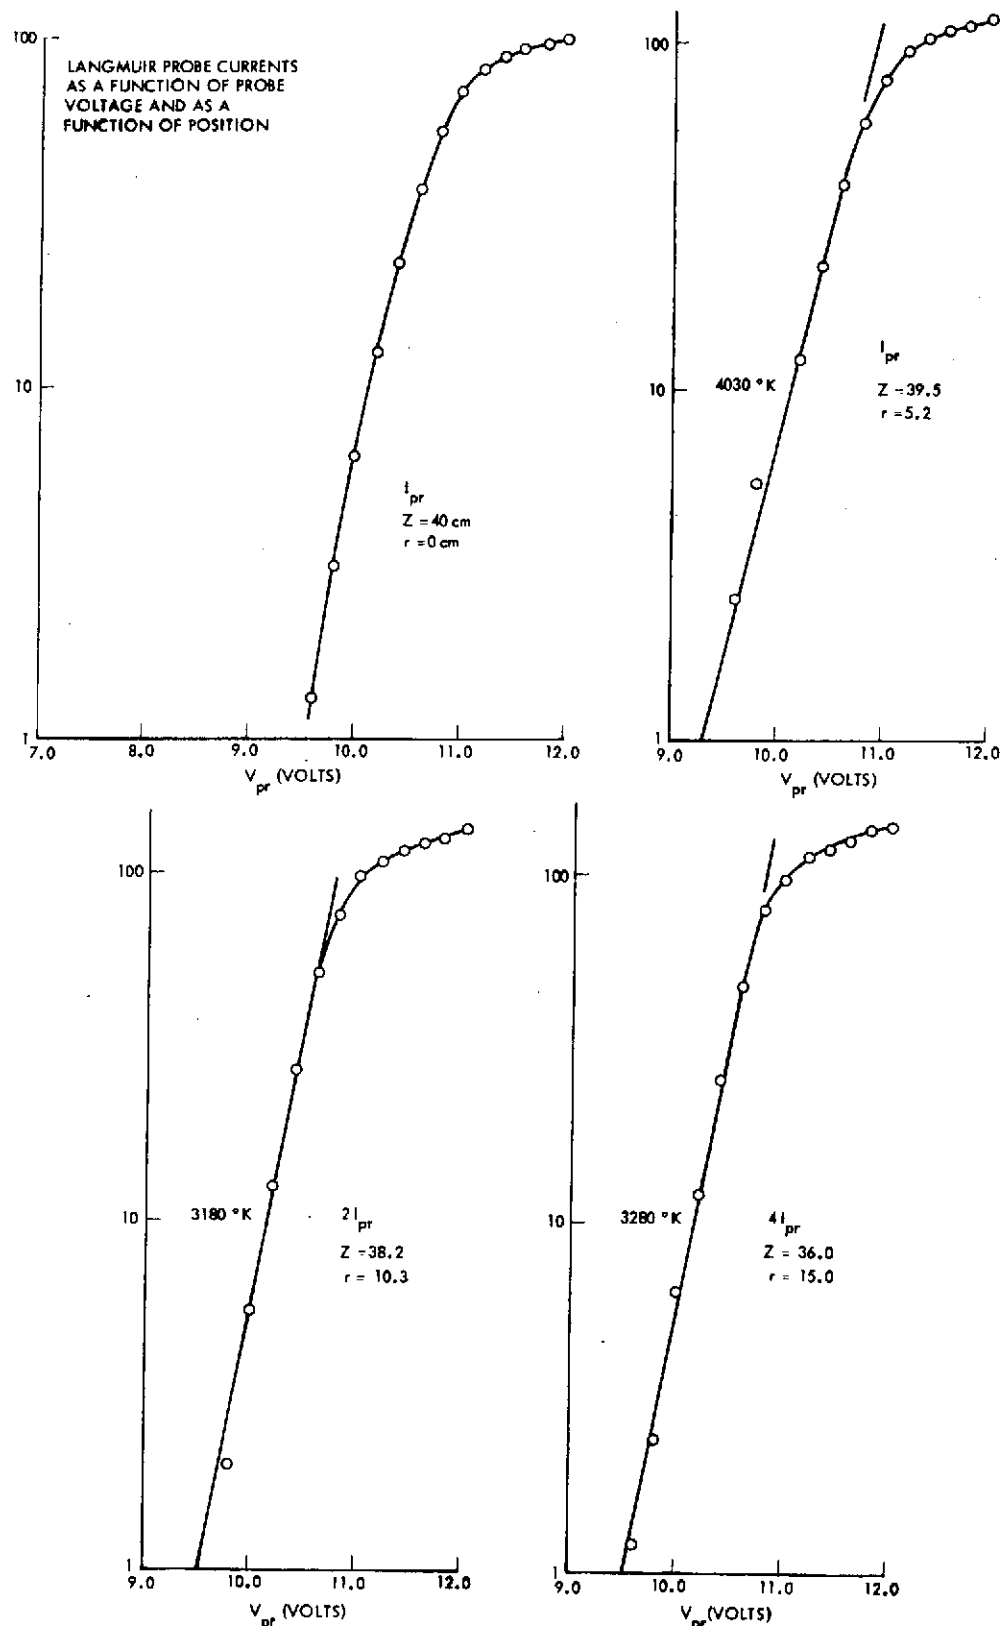 LANGMUIR PROBE CURRENTS
AS A FUNCTION OF PROBE
VOLTAGE AND AS A
FUNCTION OF POSITION
100
10
1
I_pr
Z = 40 cm
r = 0 cm
7.0 8.0 9.0 10.0 11.0 12.0
V_pr (VOLTS)
100
10
1
4030 °K
I_pr
Z = 39.5
r = 5.2
9.0 10.0 11.0 12.0
V_pr (VOLTS)
100
10
1
3180 °K
2I_pr
Z = 38.2
r = 10.3
9.0 10.0 11.0 12.0
V_pr (VOLTS)
100
10
1
3280 °K
4I_pr
Z = 36.0
r = 15.0
9.0 10.0 11.0 12.0
V_pr (VOLTS)